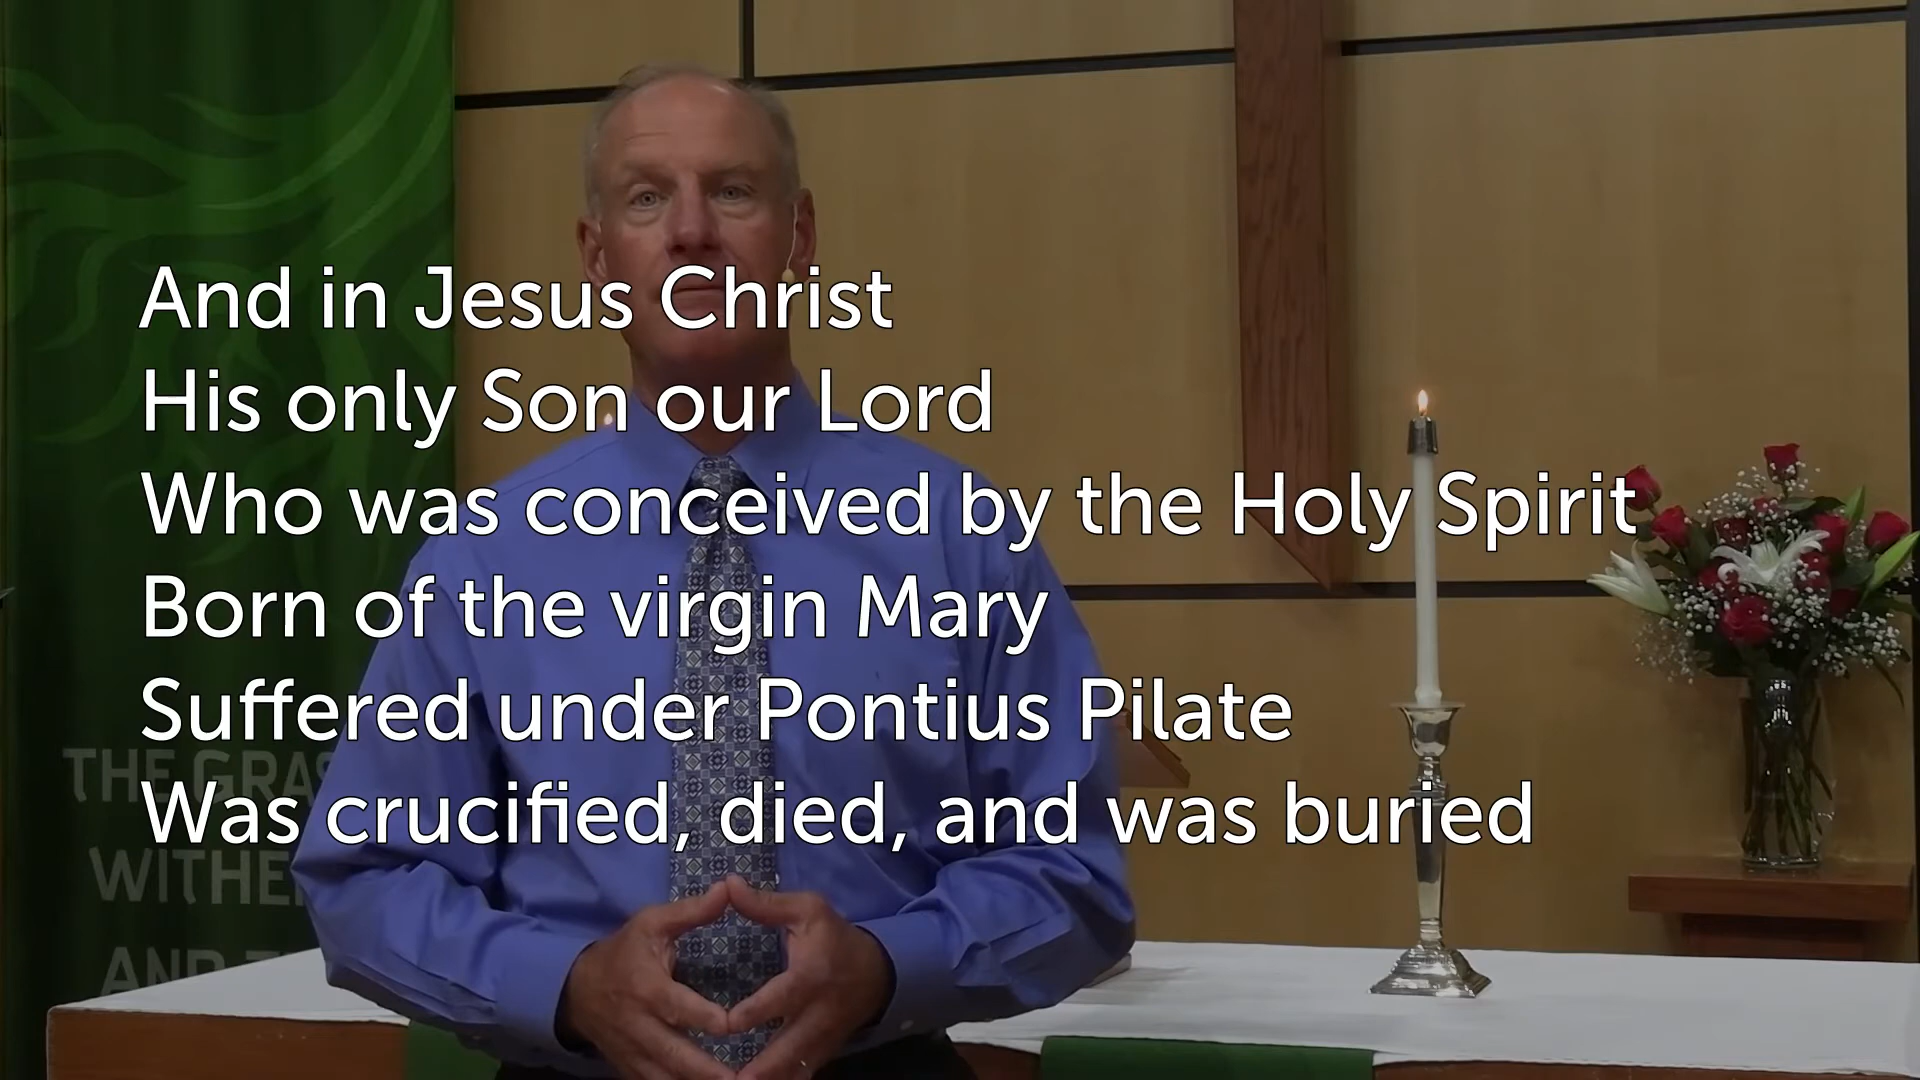 And in Jesus Christ
His only Son our Lord
Who was conceived by the Holy Spirit
Born of the virgin Mary
Suffered under Pontius Pilate
Was crucified, died, and was buried
THE